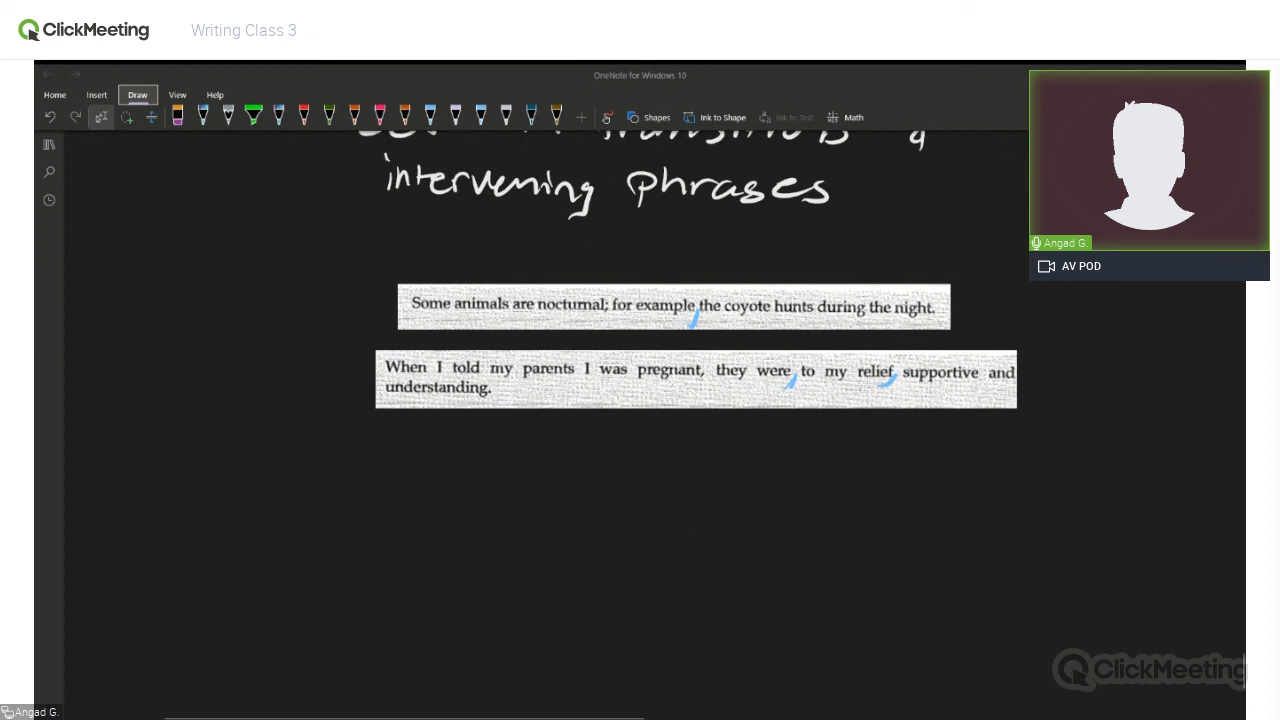 ClickMeeting
Writing Class 3
OneNote for Windows 10
Home Insert Draw View Help
Shapes Ink to Shape Ink to Text Math
transitions &
intervening phrases
Angad G.
AV POD
Some animals are nocturnal; for example, the coyote hunts during the night.
When I told my parents I was pregnant, they were, to my relief, supportive and
understanding.
ClickMeeting
Angad G.